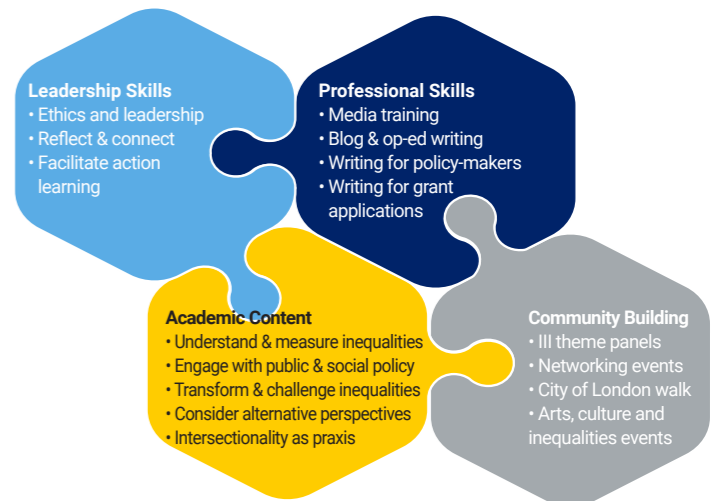 Leadership Skills
• Ethics and leadership
• Reflect & connect
• Facilitate action
learning
Professional Skills
• Media training
• Blog & op-ed writing
• Writing for policy-makers
• Writing for grant
applications
Academic Content
• Understand & measure inequalities
• Engage with public & social policy
• Transform & challenge inequalities
• Consider alternative perspectives
• Intersectionality as praxis
Community Building
• III theme panels
• Networking events
• City of London walk
• Arts, culture and
inequalities events